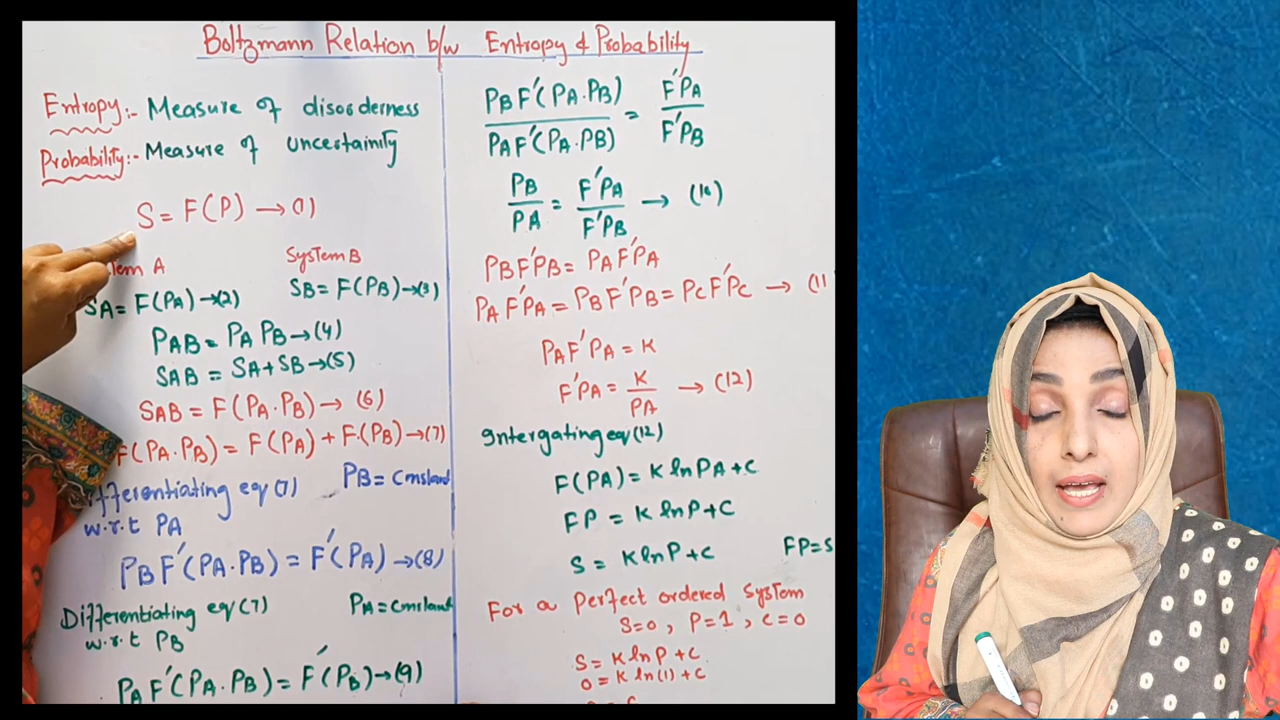 Boltzmann Relation b/w Entropy & Probability
Entropy:- Measure of disorderness
Probability:- Measure of uncertainity
S = F(P) → (1)
tem A
System B
SA = F(PA) → (2)
SB = F(PB) → (3)
PAB = PA PB → (4)
SAB = SA + SB → (5)
SAB = F(PA·PB) → (6)
F(PA·PB) = F(PA) + F·(PB) → (7)
Differentiating eq (7)
PB = Constant
w.r.t PA
PB F'(PA·PB) = F'(PA) → (8)
Differentiating eq (7)
PA = Constant
w.r.t PB
PA F'(PA·PB) = F'(PB) → (9)
PB F'(PA·PB) / PA F'(PA·PB) = F'PA / F'PB
PB / PA = F'PA / F'PB → (10)
PB F'PB = PA F'PA
PA F'PA = PB F'PB = PC F'PC → (11
PA F'PA = K
F'PA = K / PA → (12)
Intergating eq (12)
F(PA) = K ln PA + C
FP = K ln P + C
S = K ln P + C
FP = S
For a Perfect ordered System
S=0 , P=1 , C=0
S = K ln P + C
0 = K ln(1) + C